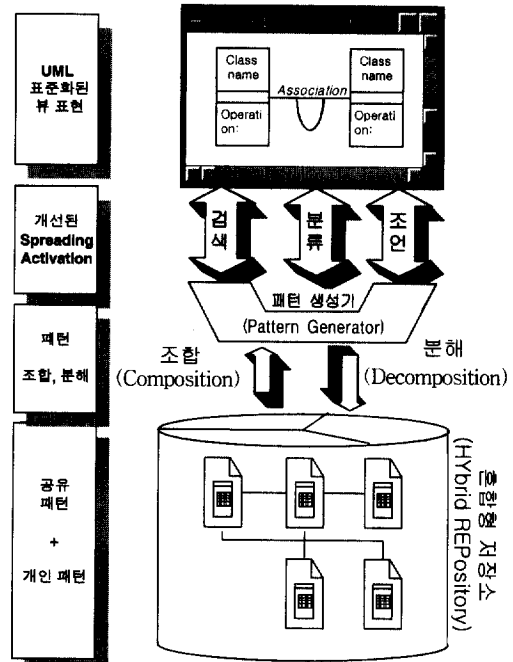 UML
표준화된
뷰 표현
개선된
Spreading
Activation
패턴
조합, 분해
공유
패턴
+
개인 패턴
Class
name
Operati
on:
Association
Class
name
Operati
on:
검색
분류
조언
패턴 생성기
(Pattern Generator)
조합
(Composition)
분해
(Decomposition)
혼합형 저장소
(HYbrid REPository)